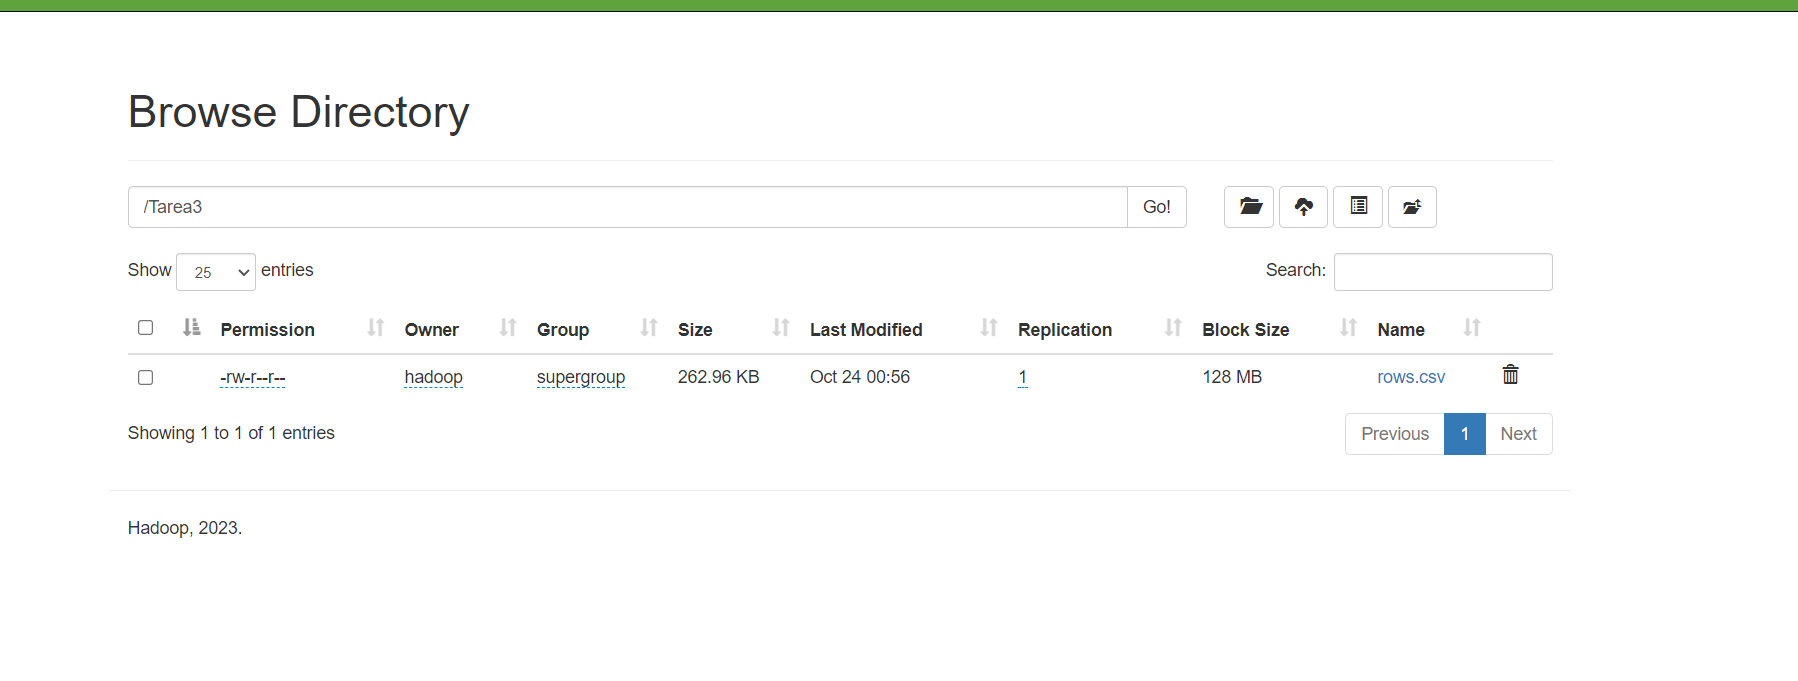 Browse Directory
/Tarea3 Go!
Show 25 entries Search:
Permission Owner Group Size Last Modified Replication Block Size Name
-rw-r--r-- hadoop supergroup 262.96 KB Oct 24 00:56 1 128 MB rows.csv
Showing 1 to 1 of 1 entries Previous 1 Next
Hadoop, 2023.